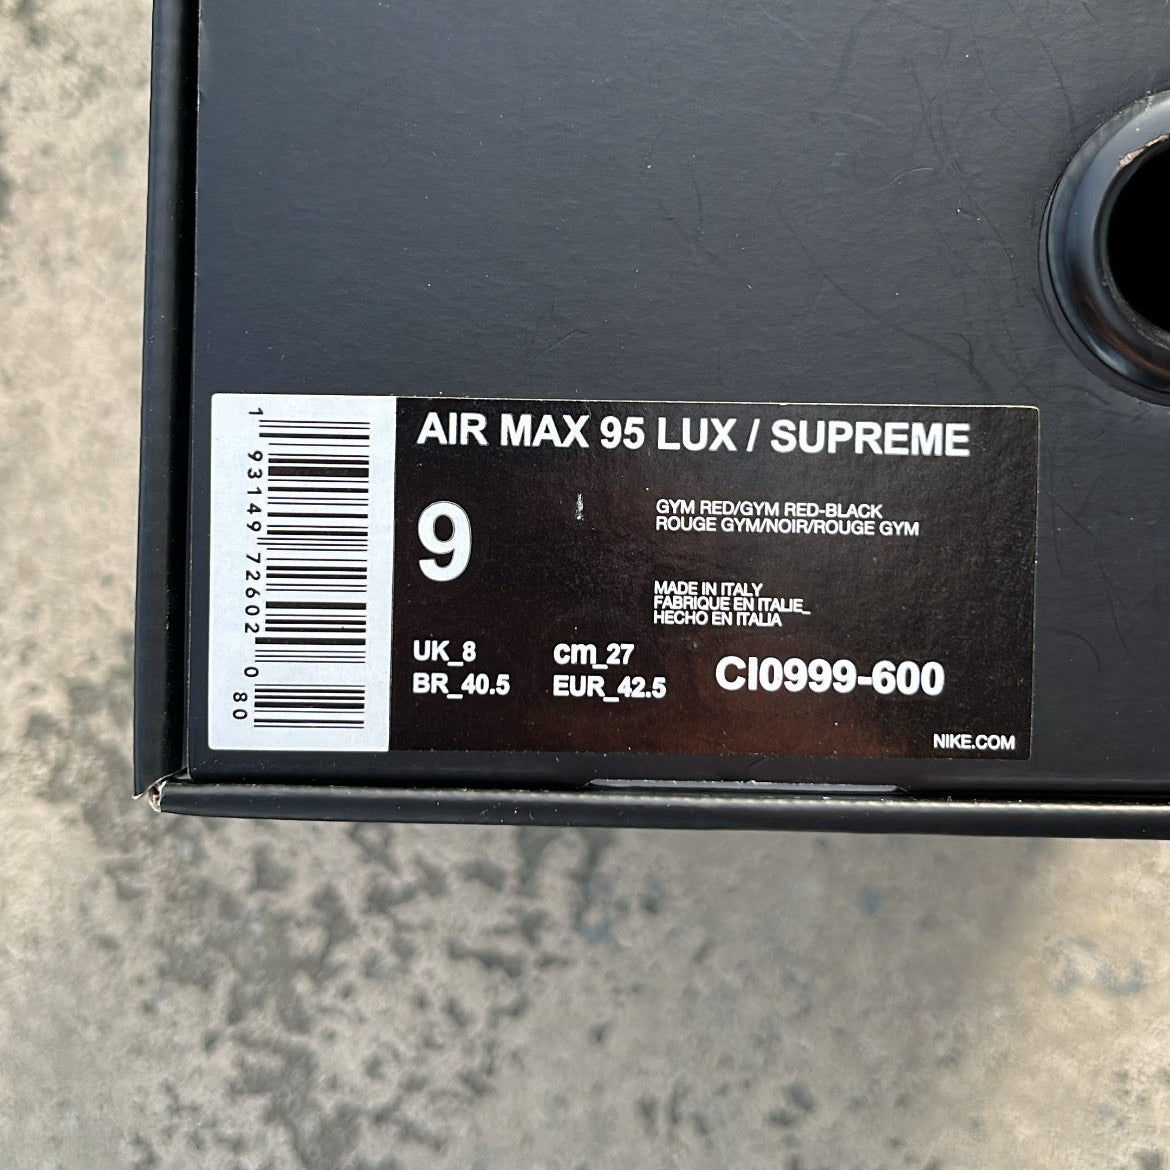 AIR MAX 95 LUX / SUPREME
9
GYM RED/GYM RED-BLACK
ROUGE GYM/NOIR/ROUGE GYM
MADE IN ITALY
FABRIQUE EN ITALIE_
HECHO EN ITALIA
UK_8
cm_27
BR_40.5
EUR_42.5
CI0999-600
NIKE.COM
1 93149 72602 0 80